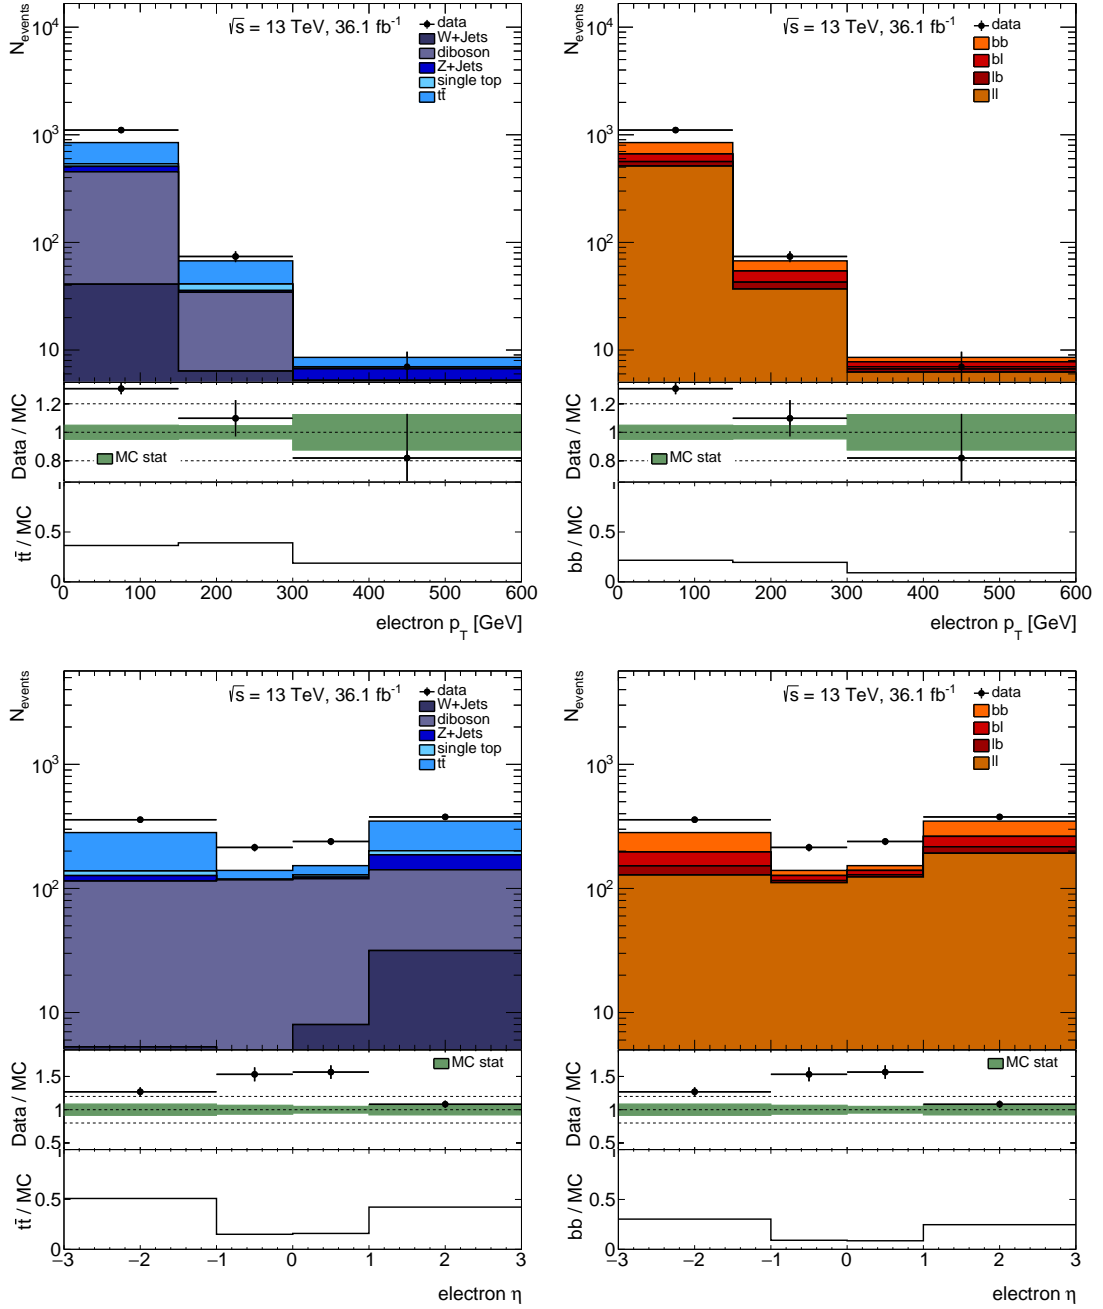 N_events
10^4
10^3
10^2
10
√s = 13 TeV, 36.1 fb^-1
data
W+Jets
diboson
Z+Jets
single top
tt̄
Data / MC
1.2
1
0.8
MC stat
tt̄ / MC
1
0.5
0
0 100 200 300 400 500 600
electron p_T [GeV]
N_events
10^4
10^3
10^2
10
√s = 13 TeV, 36.1 fb^-1
data
bb
bl
lb
ll
Data / MC
1.2
1
0.8
MC stat
bb / MC
1
0.5
0
0 100 200 300 400 500 600
electron p_T [GeV]
N_events
10^3
10^2
10
√s = 13 TeV, 36.1 fb^-1
data
W+Jets
diboson
Z+Jets
single top
tt̄
Data / MC
1.5
1
0.5
MC stat
tt̄ / MC
1
0.5
0
−3 −2 −1 0 1 2 3
electron η
N_events
10^3
10^2
10
√s = 13 TeV, 36.1 fb^-1
data
bb
bl
lb
ll
Data / MC
1.5
1
0.5
MC stat
bb / MC
1
0.5
0
−3 −2 −1 0 1 2 3
electron η